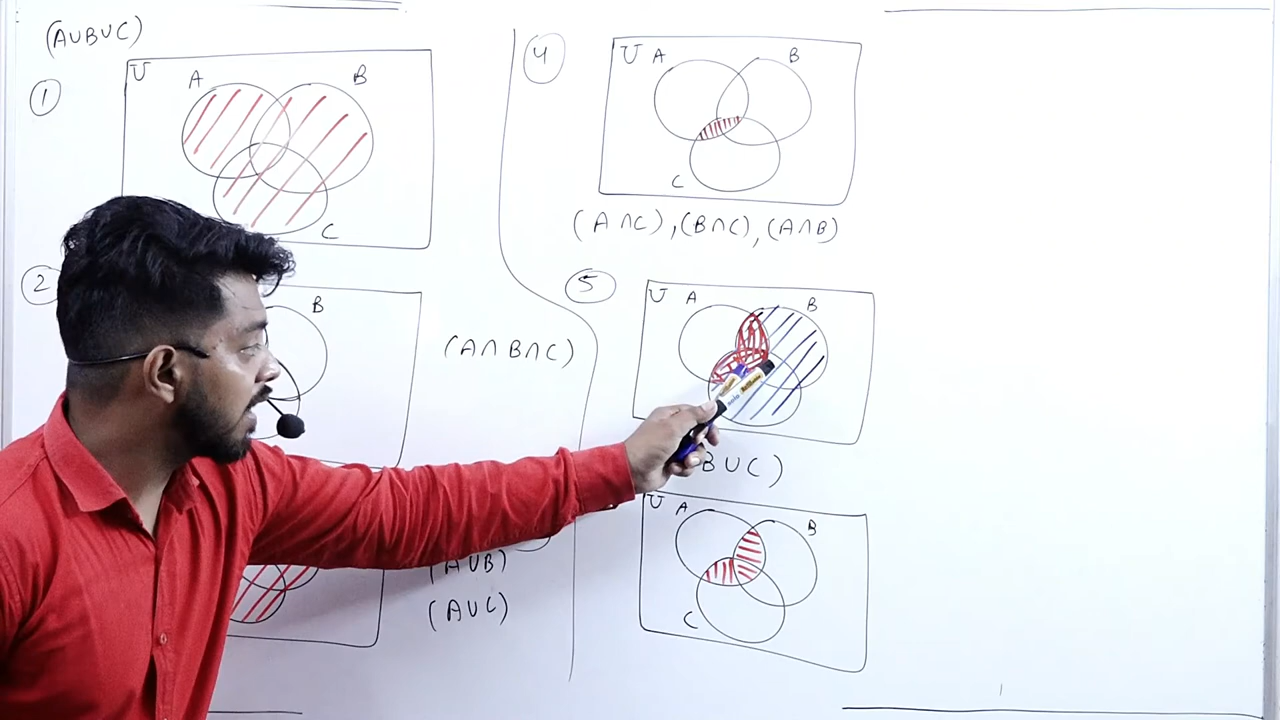 (A∪B∪C)
1
U
A
B
C
2
B
(A∩B∩C)
(A∪B)
(A∪C)
4
U
A
B
C
(A∩C), (B∩C), (A∩B)
5
U
A
B
B∪C)
U
A
B
C